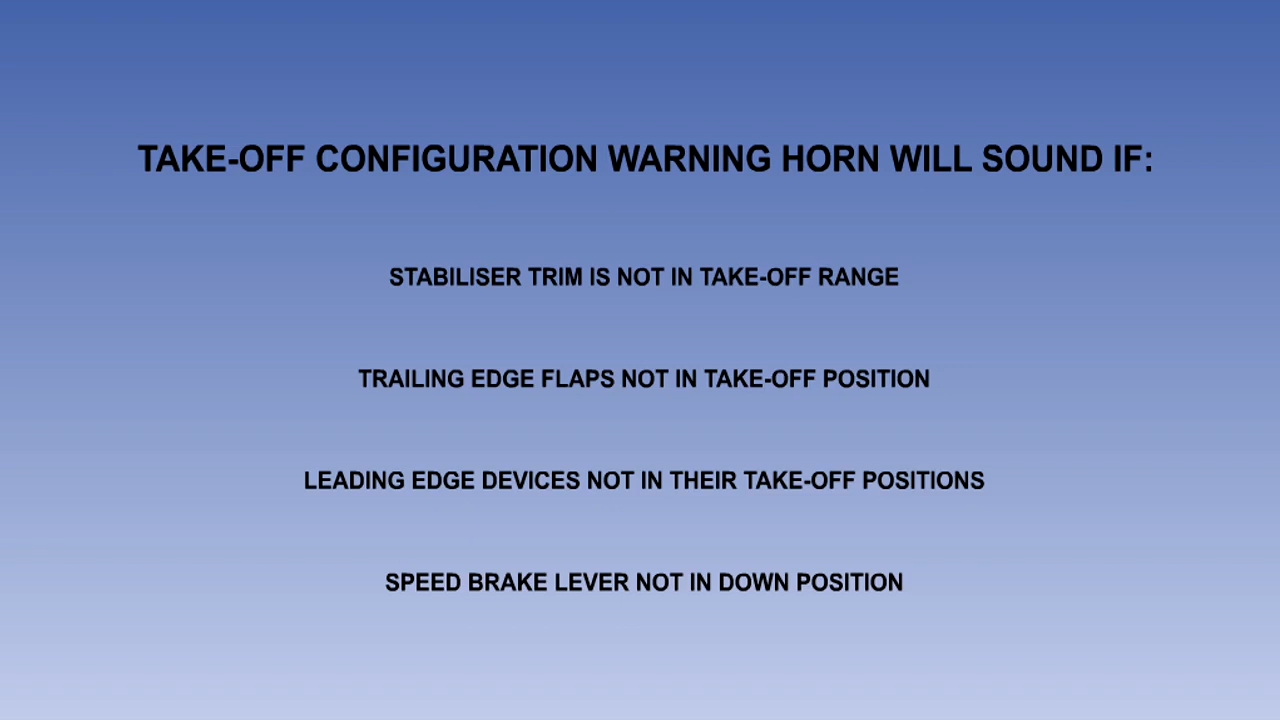 TAKE-OFF CONFIGURATION WARNING HORN WILL SOUND IF:
STABILISER TRIM IS NOT IN TAKE-OFF RANGE
TRAILING EDGE FLAPS NOT IN TAKE-OFF POSITION
LEADING EDGE DEVICES NOT IN THEIR TAKE-OFF POSITIONS
SPEED BRAKE LEVER NOT IN DOWN POSITION